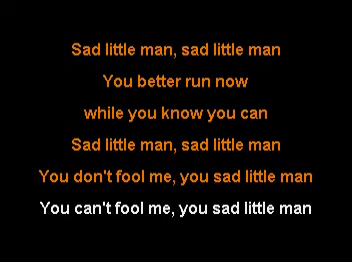 Sad little man, sad little man
You better run now
while you know you can
Sad little man, sad little man
You don't fool me, you sad little man
You can't fool me, you sad little man